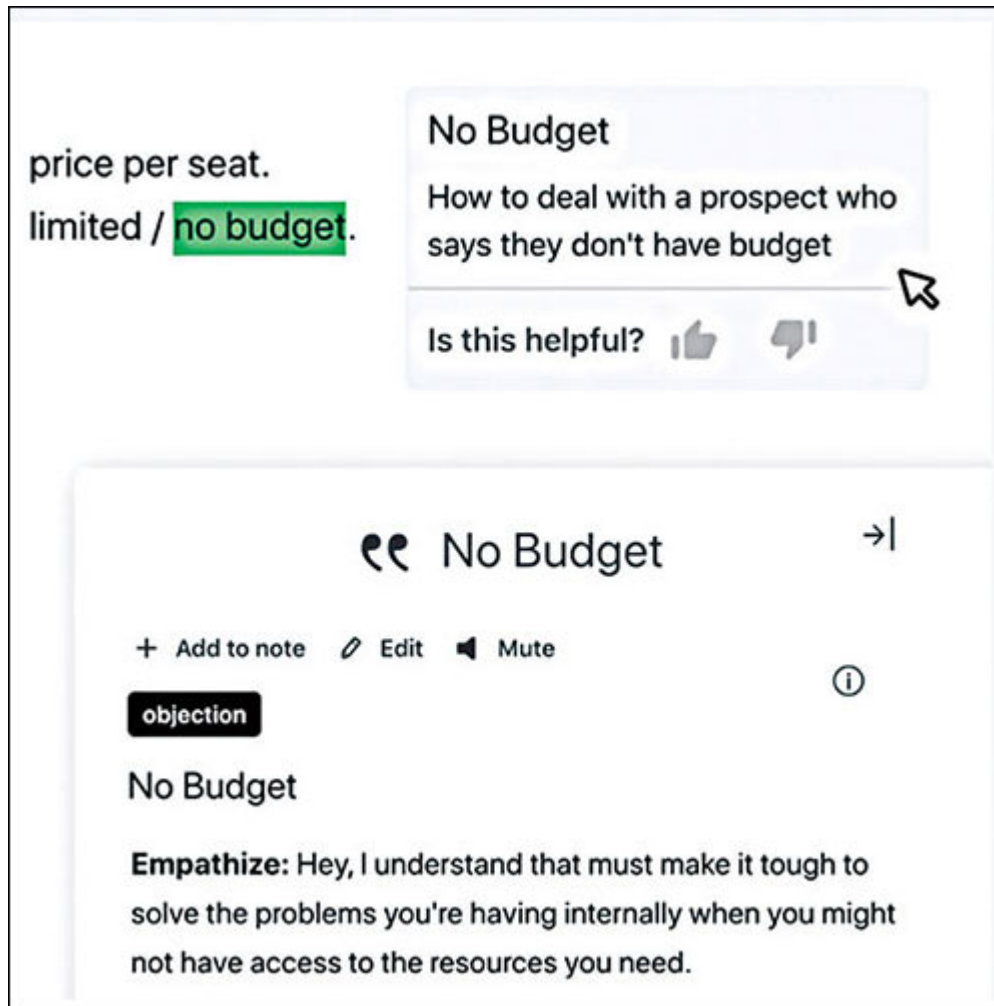 price per seat.
limited / no budget.
No Budget
How to deal with a prospect who
says they don't have budget
Is this helpful?
No Budget
+ Add to note Edit Mute
objection
No Budget
Empathize: Hey, I understand that must make it tough to
solve the problems you're having internally when you might
not have access to the resources you need.